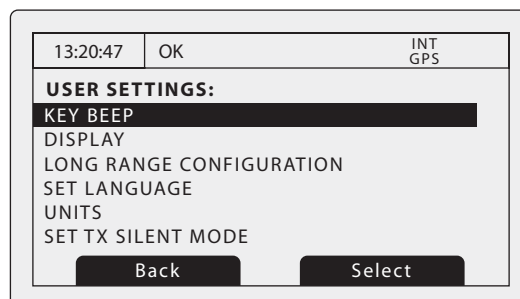 13:20:47 OK INT
GPS
USER SETTINGS:
KEY BEEP
DISPLAY
LONG RANGE CONFIGURATION
SET LANGUAGE
UNITS
SET TX SILENT MODE
Back Select